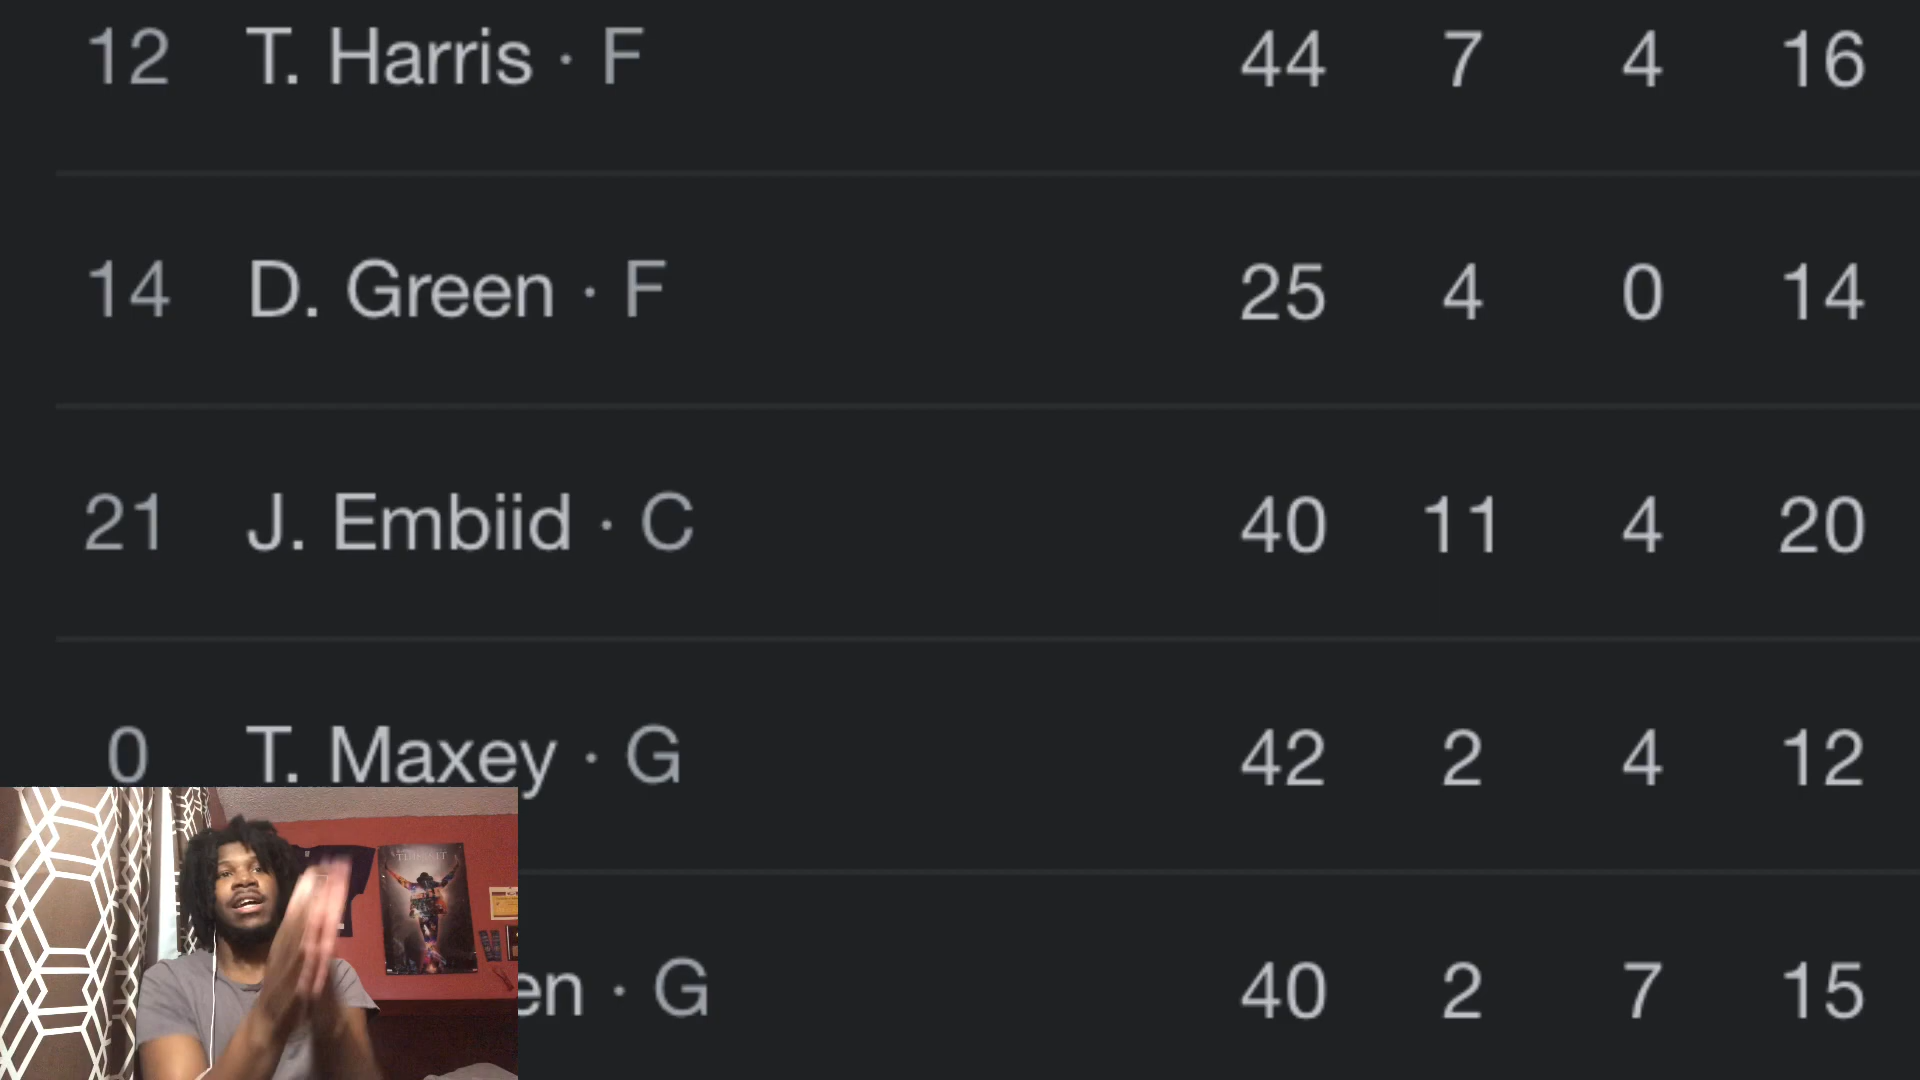 12 T. Harris · F 44 7 4 16
14 D. Green · F 25 4 0 14
21 J. Embiid · C 40 11 4 20
0 T. Maxey · G 42 2 4 12
en · G 40 2 7 15